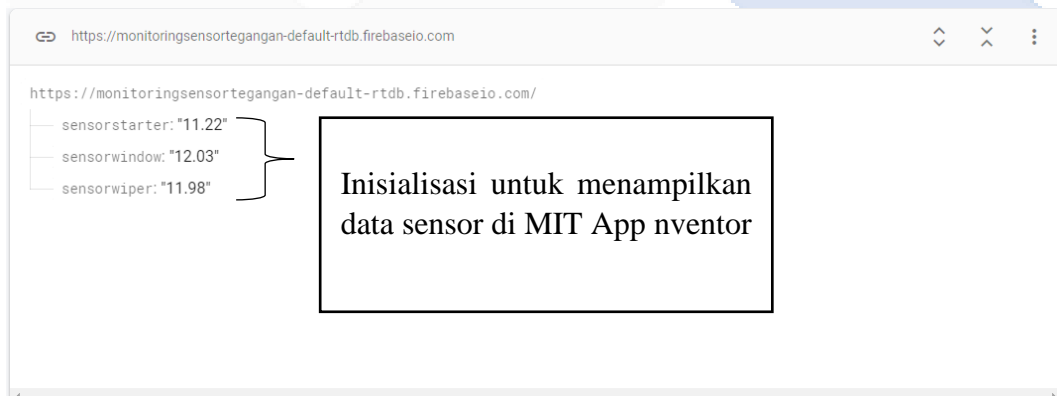 https://monitoringsensortegangan-default-rtdb.firebaseio.com
https://monitoringsensortegangan-default-rtdb.firebaseio.com/
sensorstarter: "11.22"
sensorwindow: "12.03"
sensorwiper: "11.98"
Inisialisasi untuk menampilkan
data sensor di MIT App nventor